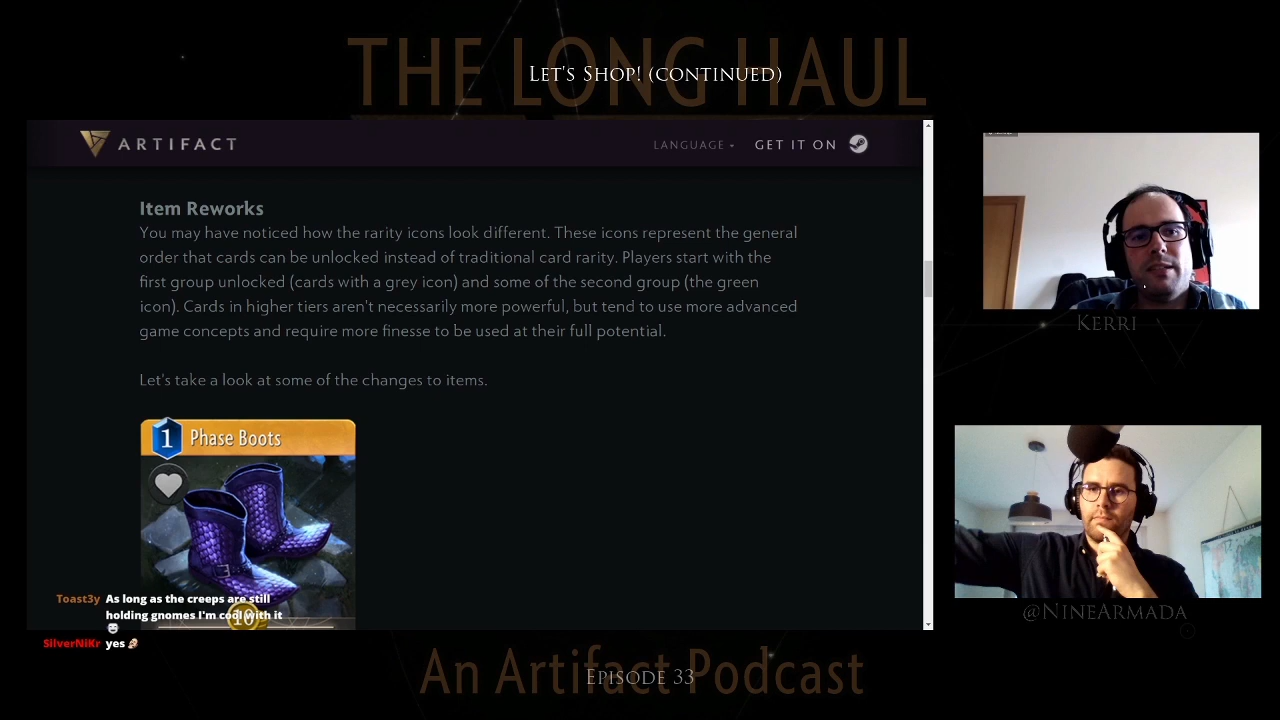 THE LONG HAUL
LET'S SHOP! (CONTINUED)
ARTIFACT
LANGUAGE
GET IT ON
Item Reworks
You may have noticed how the rarity icons look different. These icons represent the general
order that cards can be unlocked instead of traditional card rarity. Players start with the
first group unlocked (cards with a grey icon) and some of the second group (the green
icon). Cards in higher tiers aren't necessarily more powerful, but tend to use more advanced
game concepts and require more finesse to be used at their full potential.
Let's take a look at some of the changes to items.
1 Phase Boots
10
Toast3y As long as the creeps are still
holding gnomes I'm cool with it
SilverNiKr yes
KERRI
@NINEARMADA
An Artifact Podcast
EPISODE 33